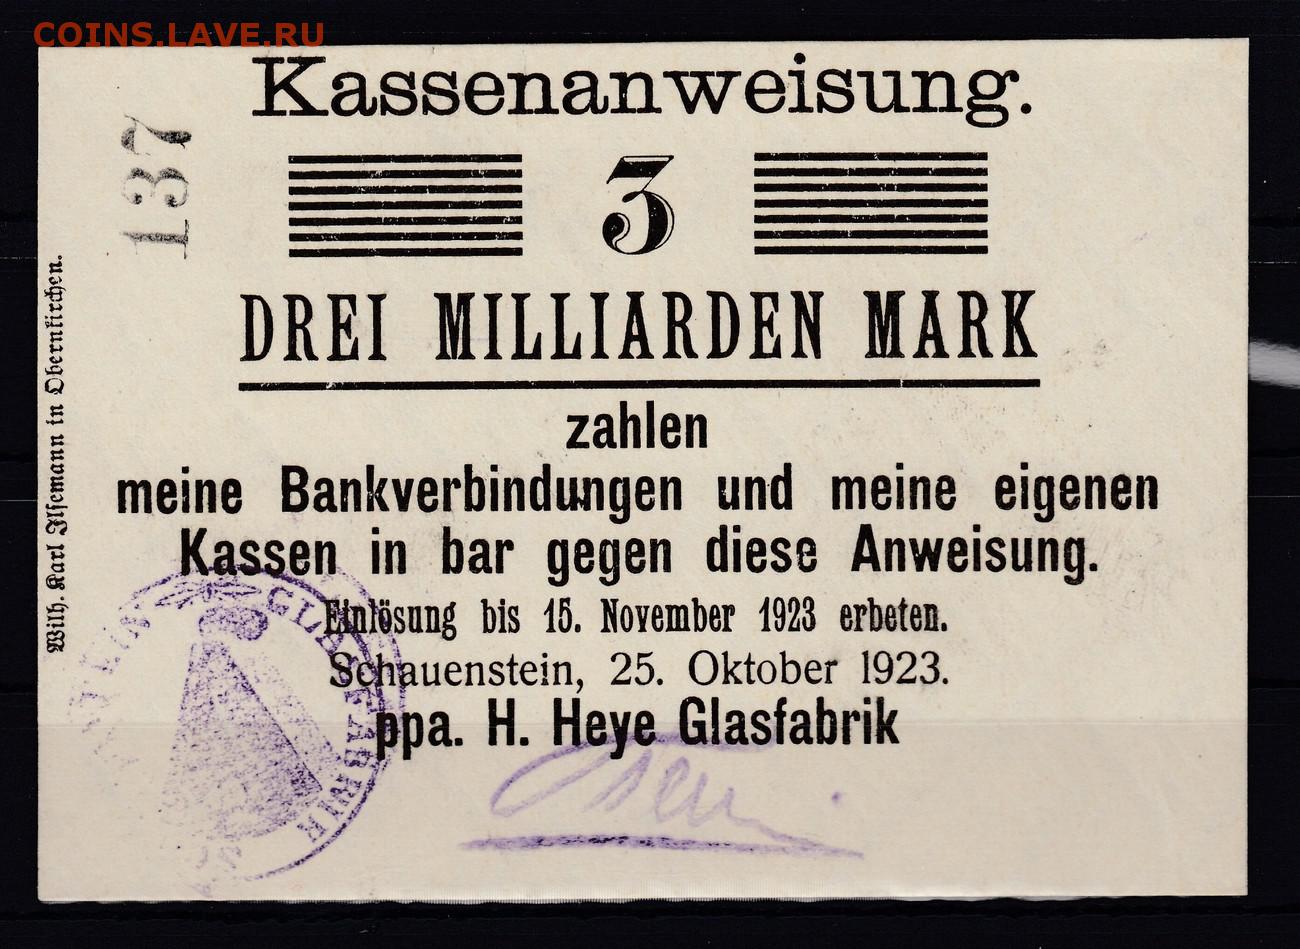 COINS.LAVE.RU
Kassenanweisung.
137
3
DREI MILLIARDEN MARK
zahlen
meine Bankverbindungen und meine eigenen
Kassen in bar gegen diese Anweisung.
Einlösung bis 15. November 1923 erbeten.
Schauenstein, 25. Oktober 1923.
ppa. H. Heye Glasfabrik
Wilh. Karl Ilsemann in Obernkirchen.
GLASFABRIK